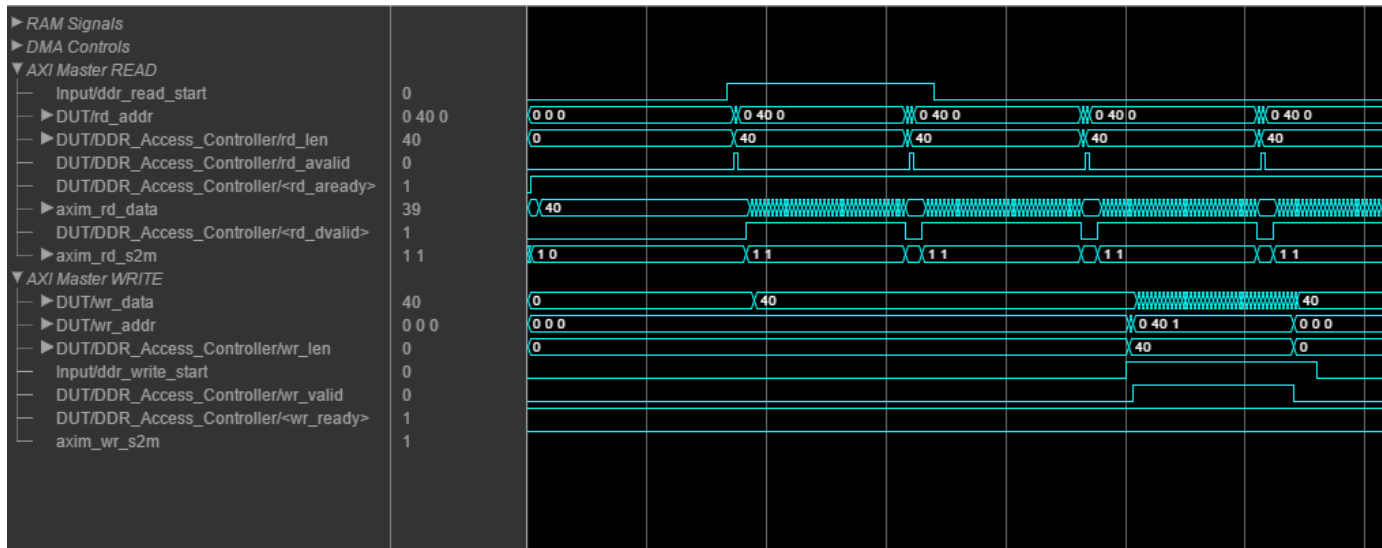 RAM Signals
DMA Controls
AXI Master READ
Input/ddr_read_start 0
DUT/rd_addr 0 40 0 0 0 0 0 40 0 0 40 0 0 40 0 0 40 0
DUT/DDR_Access_Controller/rd_len 40 0 40 40 40 40
DUT/DDR_Access_Controller/rd_avalid 0
DUT/DDR_Access_Controller/<rd_aready> 1
axim_rd_data 39 40
DUT/DDR_Access_Controller/<rd_dvalid> 1
axim_rd_s2m 1 1 1 0 1 1 1 1 1 1 1 1
AXI Master WRITE
DUT/wr_data 40 0 40 40
DUT/wr_addr 0 0 0 0 0 0 0 40 1 0 0 0
DUT/DDR_Access_Controller/wr_len 0 0 40 0
Input/ddr_write_start 0
DUT/DDR_Access_Controller/wr_valid 0
DUT/DDR_Access_Controller/<wr_ready> 1
axim_wr_s2m 1